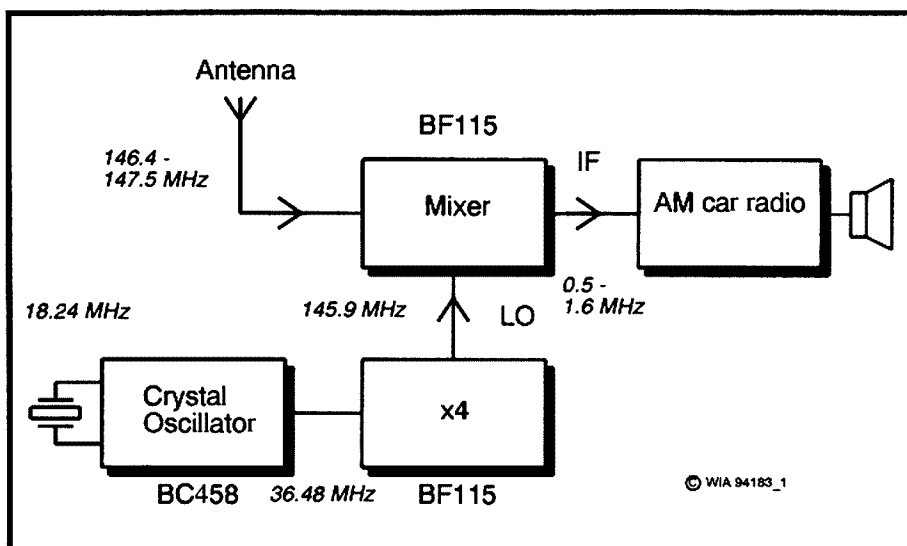 Antenna
146.4 -
147.5 MHz
BF115
Mixer
IF
AM car radio
0.5 -
1.6 MHz
18.24 MHz
145.9 MHz
LO
Crystal
Oscillator
x4
BC458
36.48 MHz
BF115
© WIA 94183_1